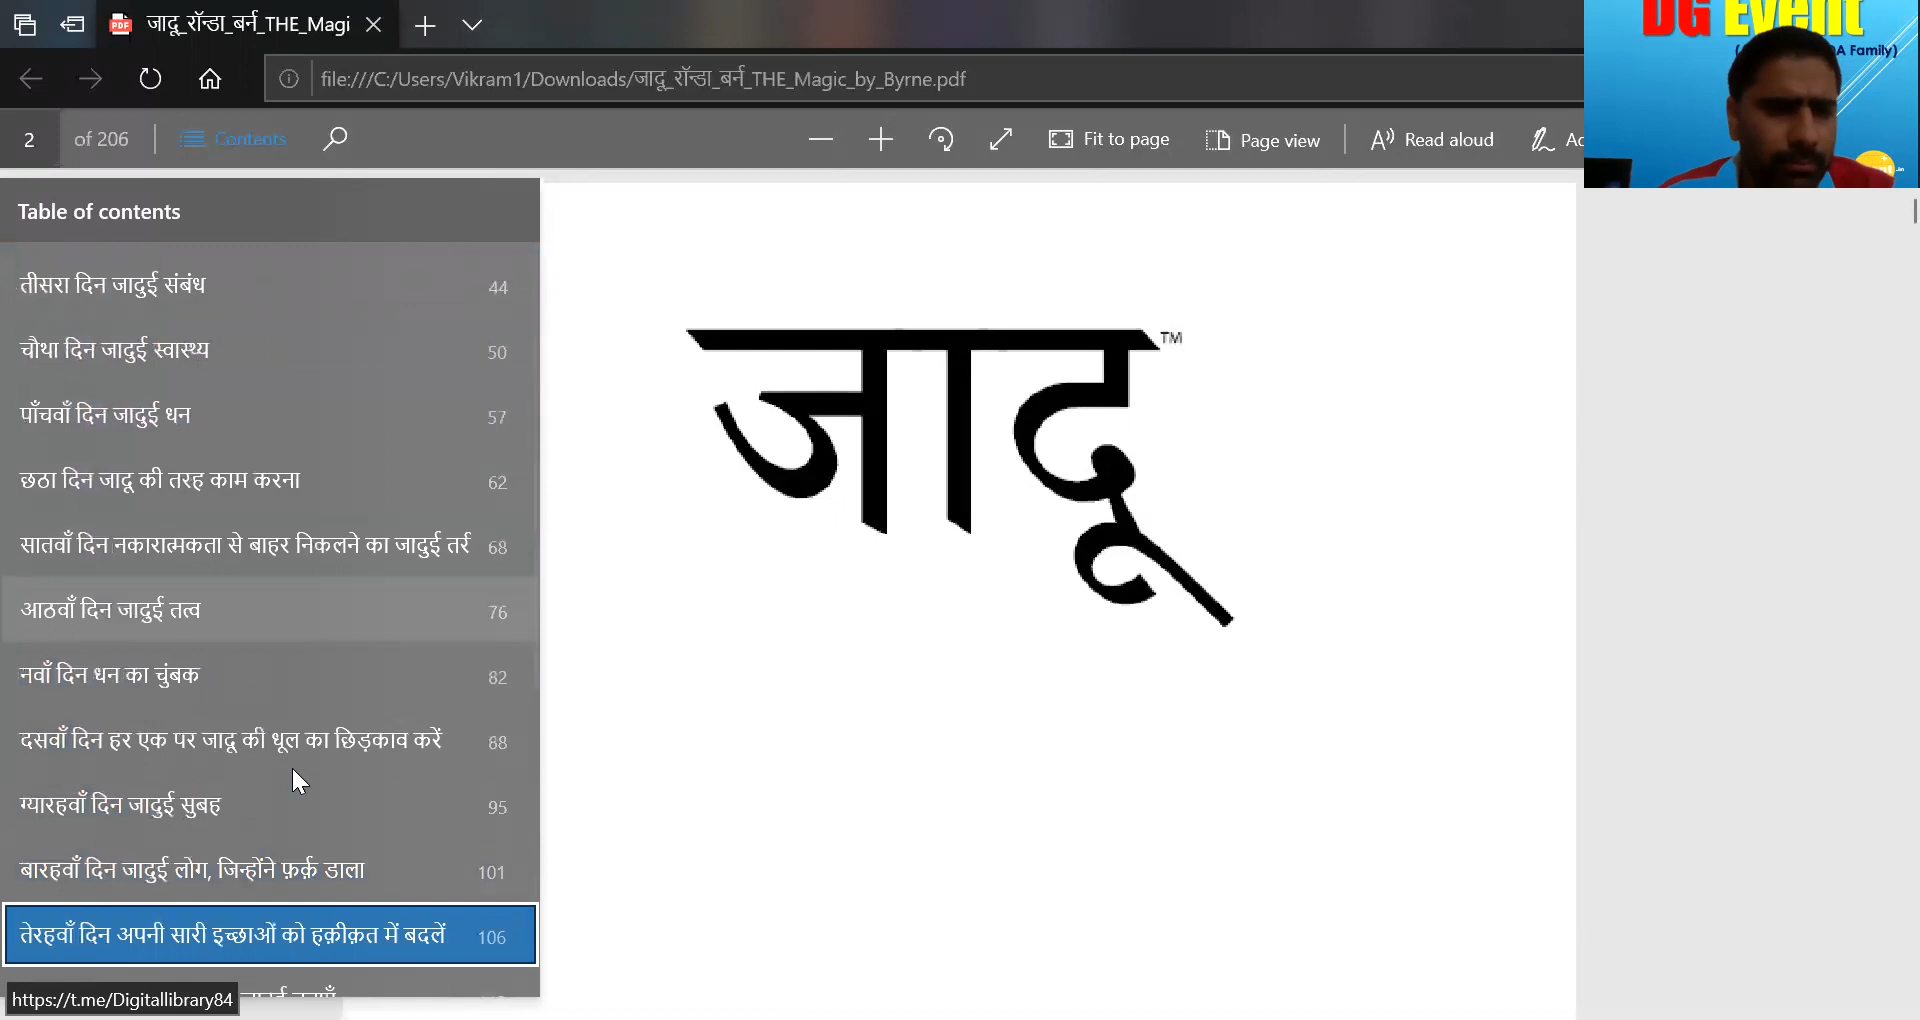 जादू_रॉन्डा_बर्न_THE_Magi
file:///C:/Users/Vikram1/Downloads/जादू_रॉन्डा_बर्न_THE_Magic_by_Byrne.pdf
2 of 206 Contents Fit to page Page view Read aloud
DG Event
A Family)
Table of contents
तीसरा दिन जादुई संबंध 44
चौथा दिन जादुई स्वास्थ्य 50
पाँचवाँ दिन जादुई धन 57
छठा दिन जादू की तरह काम करना 62
सातवाँ दिन नकारात्मकता से बाहर निकलने का जादुई तर्र 68
आठवाँ दिन जादुई तत्व 76
नवाँ दिन धन का चुंबक 82
दसवाँ दिन हर एक पर जादू की धूल का छिड़काव करें 88
ग्यारहवाँ दिन जादुई सुबह 95
बारहवाँ दिन जादुई लोग, जिन्होंने फ़र्क़ डाला 101
तेरहवाँ दिन अपनी सारी इच्छाओं को हक़ीक़त में बदलें 106
https://t.me/Digitallibrary84
जादू™